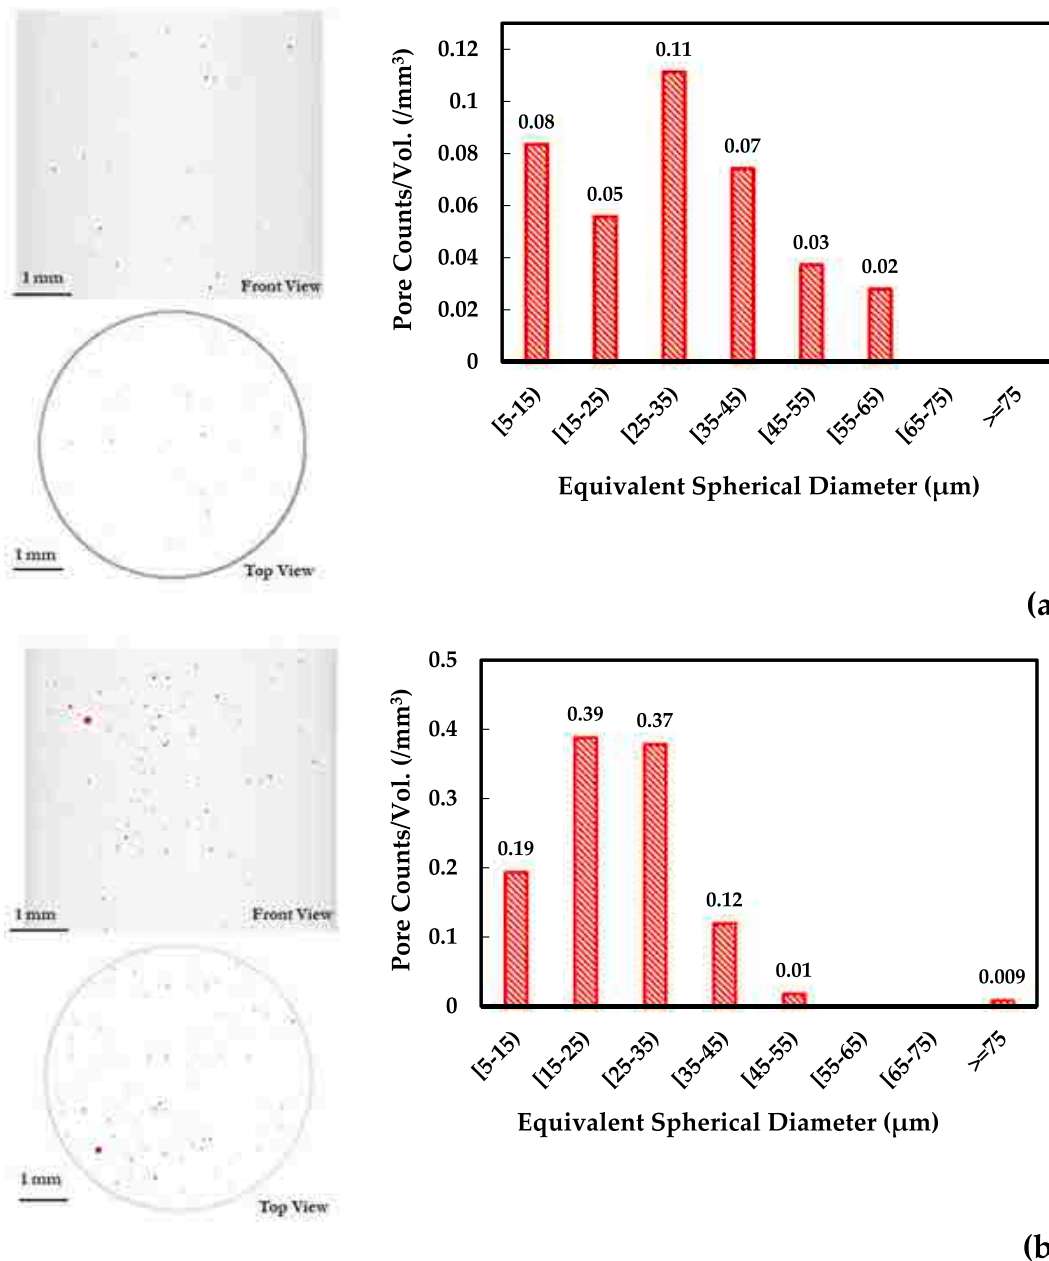 1 mm
Front View
1 mm
Top View
Pore Counts/Vol. (/mm³)
0.12
0.1
0.08
0.06
0.04
0.02
0
0.08
0.05
0.11
0.07
0.03
0.02
[5-15)
[15-25)
[25-35)
[35-45)
[45-55)
[55-65)
[65-75)
>=75
Equivalent Spherical Diameter (μm)
(a
1 mm
Front View
1 mm
Top View
Pore Counts/Vol. (/mm³)
0.5
0.4
0.3
0.2
0.1
0
0.19
0.39
0.37
0.12
0.01
0.009
[5-15)
[15-25)
[25-35)
[35-45)
[45-55)
[55-65)
[65-75)
>=75
Equivalent Spherical Diameter (μm)
(b